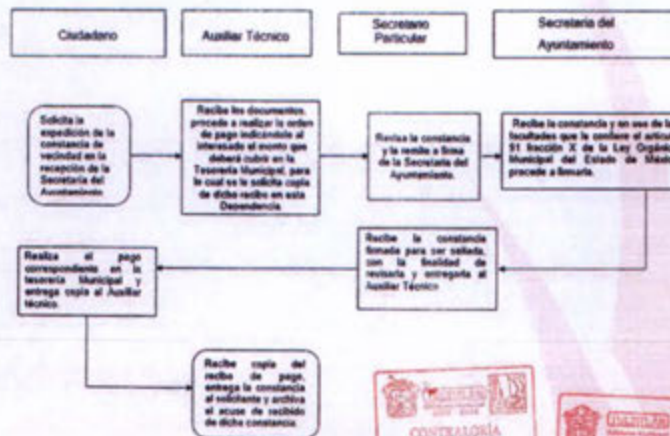 Ciudadano
Auxiliar Técnico
Secretario
Particular
Secretaria del
Ayuntamiento
Solicita la
expedición de la
constancia de
vecindad en la
recepción de la
Secretaría del
Ayuntamiento
Recibe los documentos,
procede a realizar la orden
de pago indicándole al
interesado el monto que
deberá cubrir en la
Tesorería Municipal, para
lo cual se le solicita copia
de dicho recibo en esta
Dependencia.
Revisa la constancia
y la remite a firma
de la Secretaría del
Ayuntamiento.
Recibe la constancia y en uso de las
facultades que le confiere el artículo
91 fracción X de la Ley Orgánica
Municipal del Estado de México
procede a firmarla.
Realiza el pago
correspondiente en la
tesorería Municipal y
entrega copia al Auxiliar
técnico.
Recibe la constancia
firmada para ser sellada,
con la finalidad de
revisarla y entregarla al
Auxiliar Técnico
Recibe copia del
recibo de pago,
entrega la constancia
al solicitante y archiva
el acuse de recibido
de dicha constancia.
CONTRALORÍA